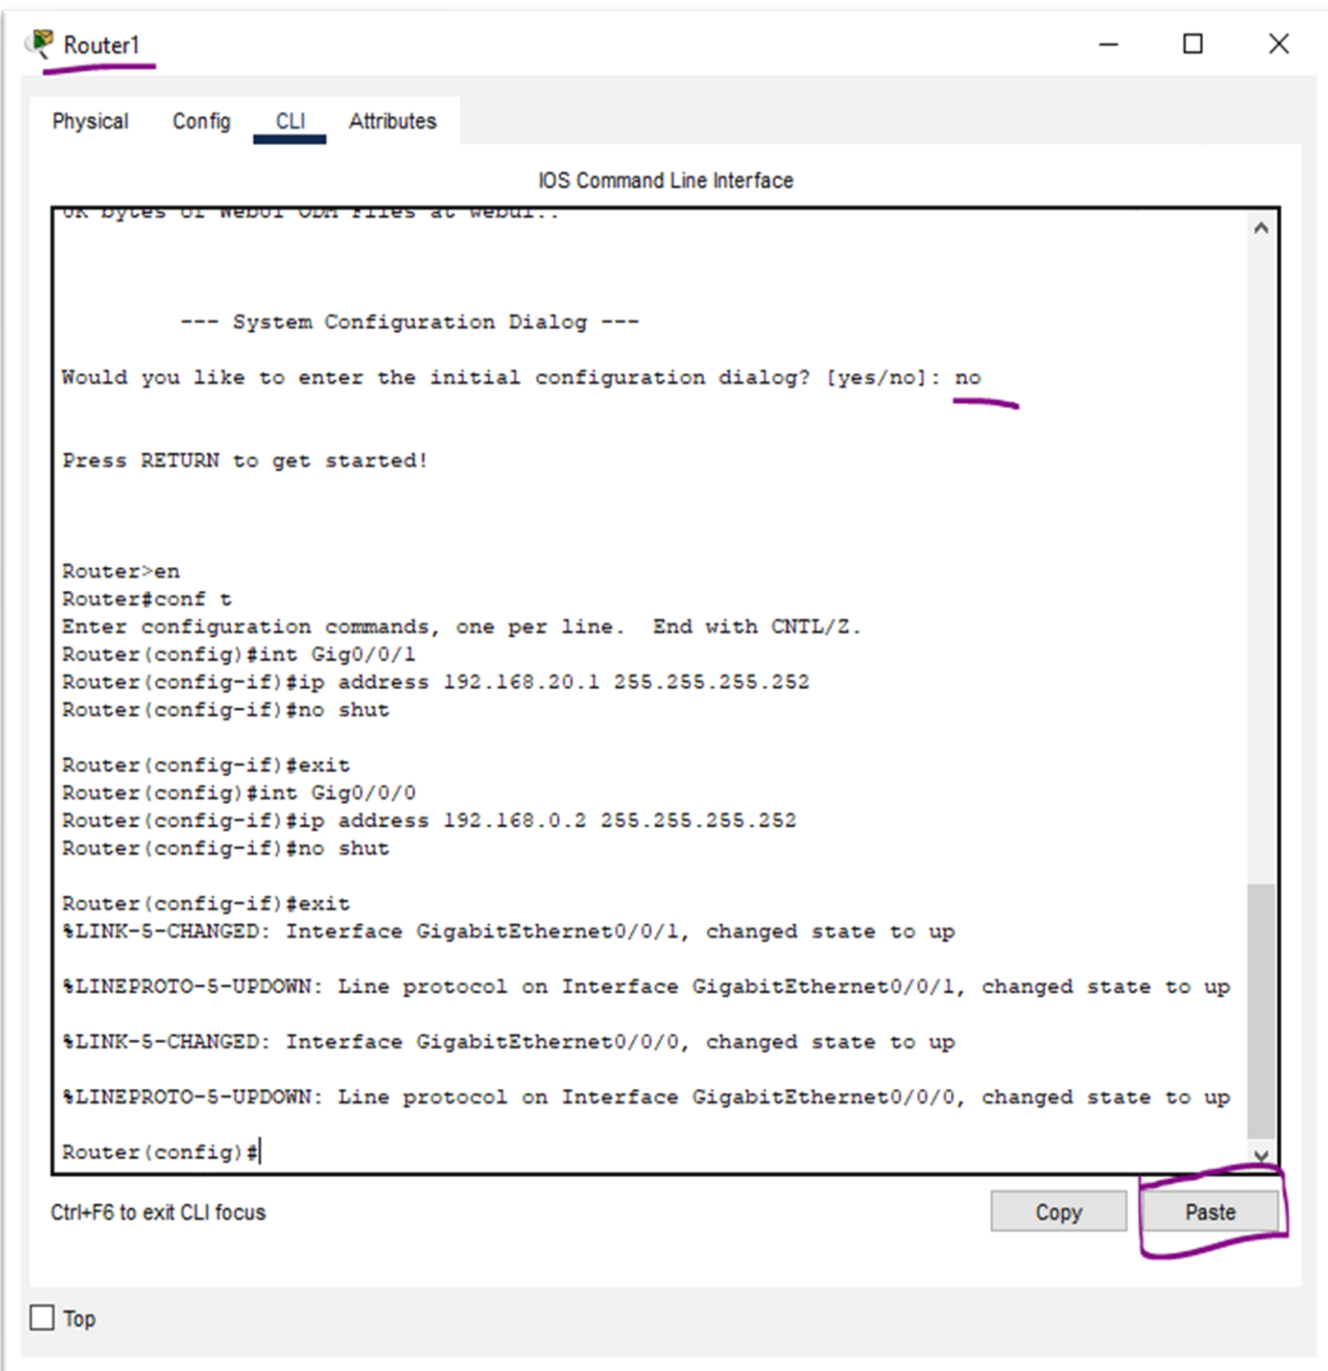 Router1
Physical Config CLI Attributes
IOS Command Line Interface
0K bytes of WebUI ODM Files at webui:.
--- System Configuration Dialog ---
Would you like to enter the initial configuration dialog? [yes/no]: no
Press RETURN to get started!
Router>en
Router#conf t
Enter configuration commands, one per line.  End with CNTL/Z.
Router(config)#int Gig0/0/1
Router(config-if)#ip address 192.168.20.1 255.255.255.252
Router(config-if)#no shut
Router(config-if)#exit
Router(config)#int Gig0/0/0
Router(config-if)#ip address 192.168.0.2 255.255.255.252
Router(config-if)#no shut
Router(config-if)#exit
%LINK-5-CHANGED: Interface GigabitEthernet0/0/1, changed state to up
%LINEPROTO-5-UPDOWN: Line protocol on Interface GigabitEthernet0/0/1, changed state to up
%LINK-5-CHANGED: Interface GigabitEthernet0/0/0, changed state to up
%LINEPROTO-5-UPDOWN: Line protocol on Interface GigabitEthernet0/0/0, changed state to up
Router(config)#
Ctrl+F6 to exit CLI focus Copy Paste
Top